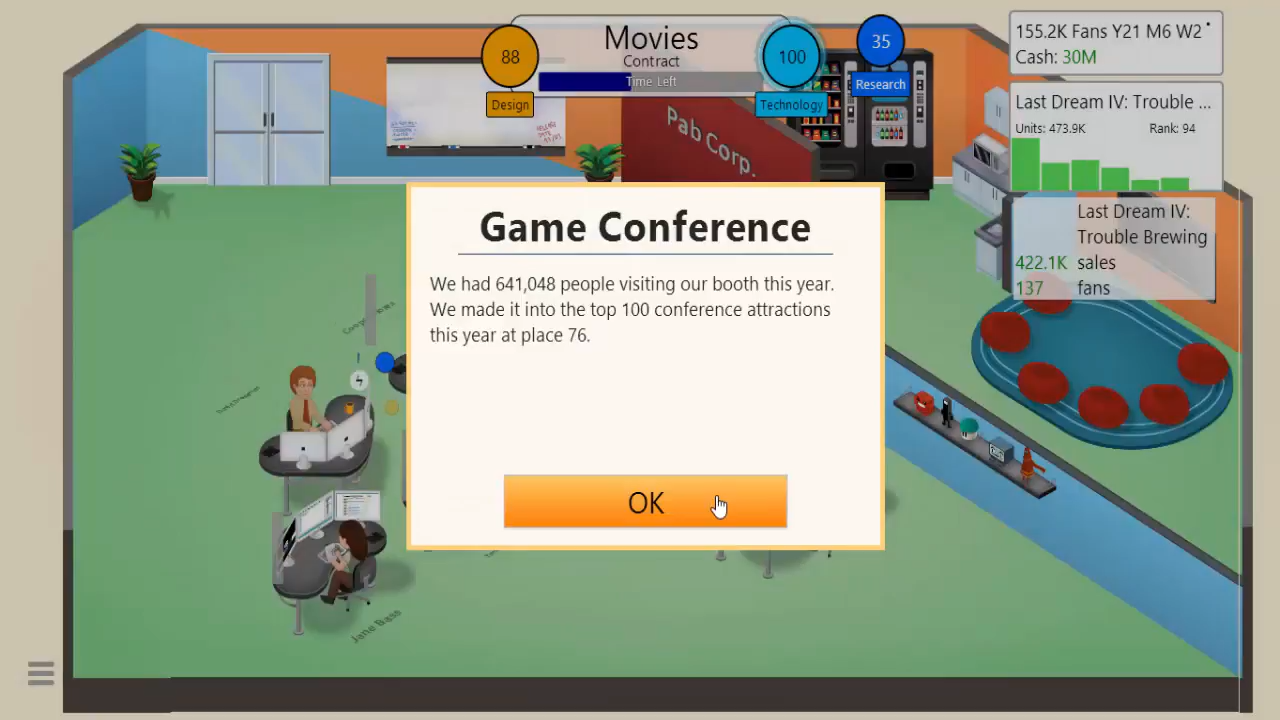 88
Movies
Contract
Time Left
Design
100
Technology
35
Research
155.2K Fans Y21 M6 W2
Cash: 30M
Last Dream IV: Trouble ...
Units: 473.9K
Rank: 94
Last Dream IV:
Trouble Brewing
422.1K sales
137 fans
Pab Corp.
Game Conference
We had 641,048 people visiting our booth this year.
We made it into the top 100 conference attractions
this year at place 76.
OK
Jane Bass